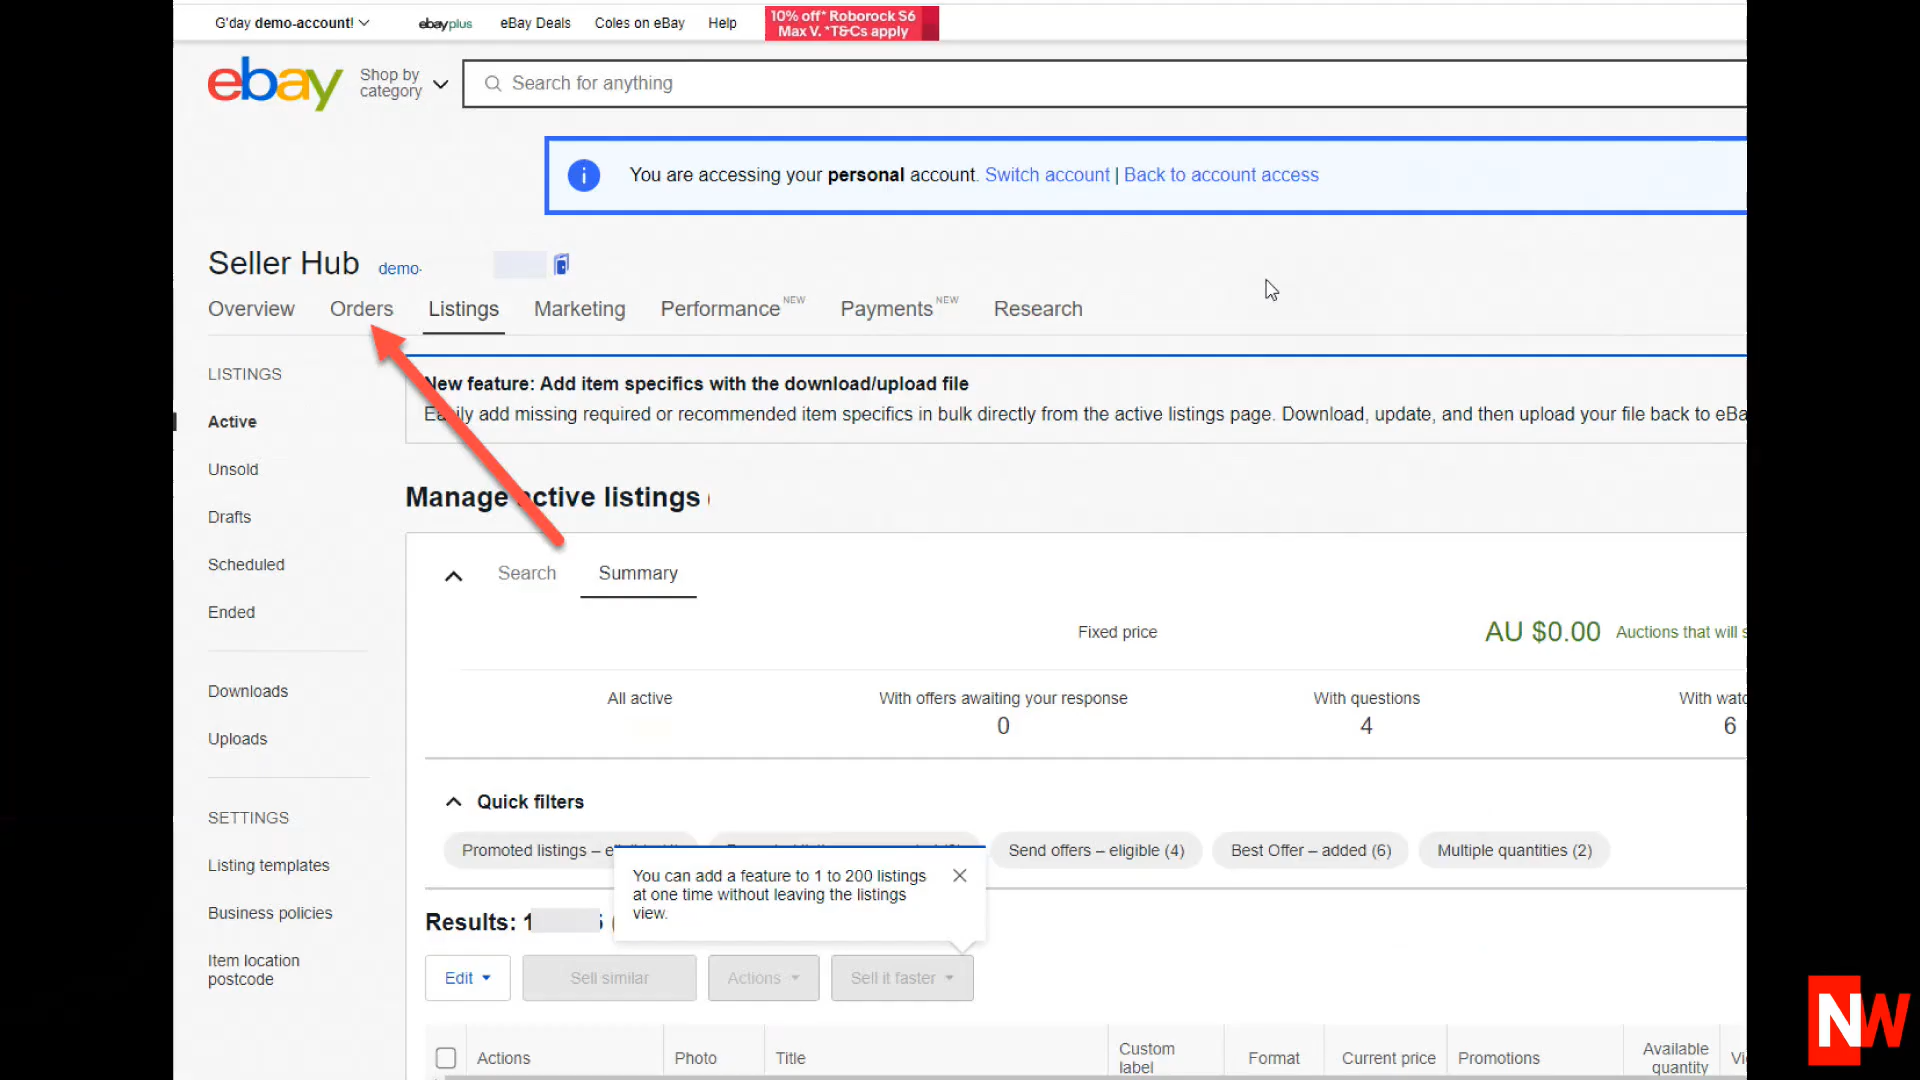 G'day demo-account!
ebayplus
eBay Deals
Coles on eBay
Help
10% off* Roborock S6
Max V. *T&Cs apply
ebay
Shop by
category
Search for anything
You are accessing your personal account. Switch account | Back to account access
Seller Hub
demo-
Overview
Orders
Listings
Marketing
Performance NEW
Payments NEW
Research
LISTINGS
Active
Unsold
Drafts
Scheduled
Ended
Downloads
Uploads
SETTINGS
Listing templates
Business policies
Item location
postcode
New feature: Add item specifics with the download/upload file
Easily add missing required or recommended item specifics in bulk directly from the active listings page. Download, update, and then upload your file back to eBa
Manage active listings (
Search
Summary
Fixed price
AU $0.00 Auctions that will s
All active
With offers awaiting your response
0
With questions
4
With watc
6
Quick filters
Promoted listings – e
Send offers – eligible (4)
Best Offer – added (6)
Multiple quantities (2)
You can add a feature to 1 to 200 listings
at one time without leaving the listings
view.
Results: 1
Edit
Sell similar
Actions
Sell it faster
Actions
Photo
Title
Custom
label
Format
Current price
Promotions
Available
quantity
Vi
NW